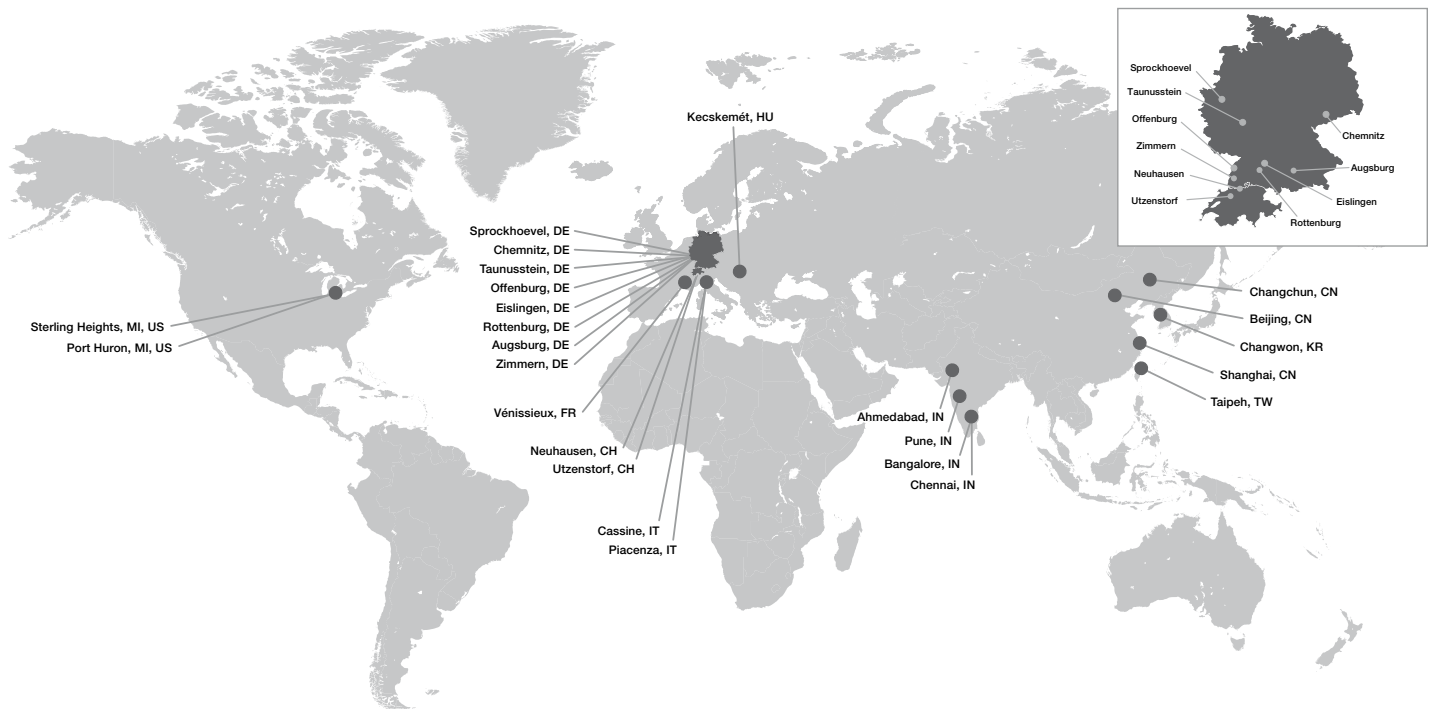 Kecskemét, HU
Sprockhoevel, DE
Chemnitz, DE
Taunusstein, DE
Offenburg, DE
Eislingen, DE
Rottenburg, DE
Augsburg, DE
Zimmern, DE
Vénissieux, FR
Neuhausen, CH
Utzenstorf, CH
Cassine, IT
Piacenza, IT
Sterling Heights, MI, US
Port Huron, MI, US
Ahmedabad, IN
Pune, IN
Bangalore, IN
Chennai, IN
Changchun, CN
Beijing, CN
Changwon, KR
Shanghai, CN
Taipeh, TW
Sprockhoevel
Taunusstein
Offenburg
Zimmern
Neuhausen
Utzenstorf
Chemnitz
Augsburg
Eislingen
Rottenburg